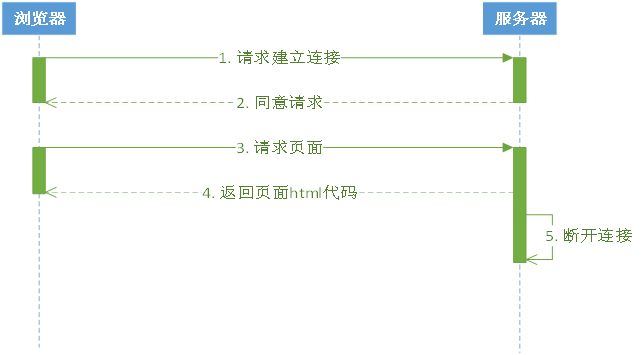 浏览器
服务器
1. 请求建立连接
2. 同意请求
3. 请求页面
4. 返回页面html代码
5. 断开连接